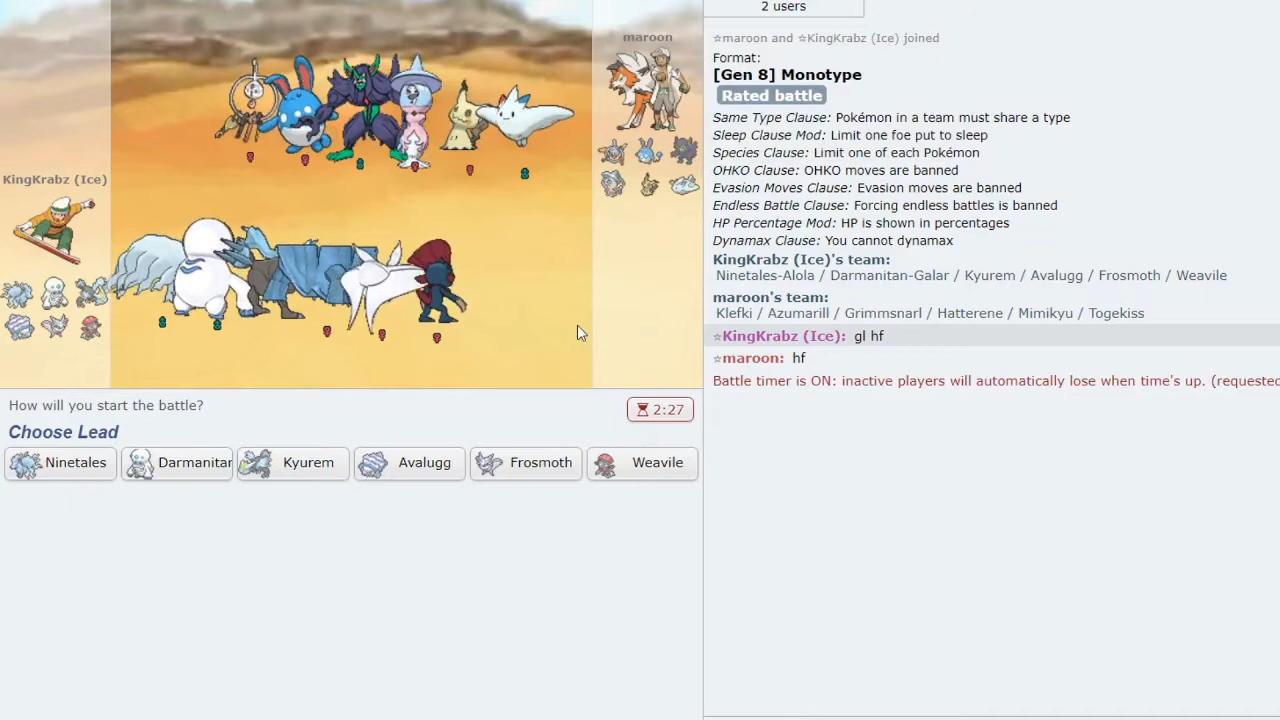 2 users
maroon
☆maroon and ☆KingKrabz (Ice) joined
Format:
[Gen 8] Monotype
Rated battle
Same Type Clause: Pokémon in a team must share a type
Sleep Clause Mod: Limit one foe put to sleep
Species Clause: Limit one of each Pokémon
OHKO Clause: OHKO moves are banned
Evasion Moves Clause: Evasion moves are banned
Endless Battle Clause: Forcing endless battles is banned
HP Percentage Mod: HP is shown in percentages
Dynamax Clause: You cannot dynamax
KingKrabz (Ice)'s team:
Ninetales-Alola / Darmanitan-Galar / Kyurem / Avalugg / Frosmoth / Weavile
maroon's team:
Klefki / Azumarill / Grimmsnarl / Hatterene / Mimikyu / Togekiss
☆KingKrabz (Ice): gl hf
☆maroon: hf
Battle timer is ON: inactive players will automatically lose when time's up. (requested
KingKrabz (Ice)
How will you start the battle?
2:27
Choose Lead
Ninetales Darmanitar Kyurem Avalugg Frosmoth Weavile